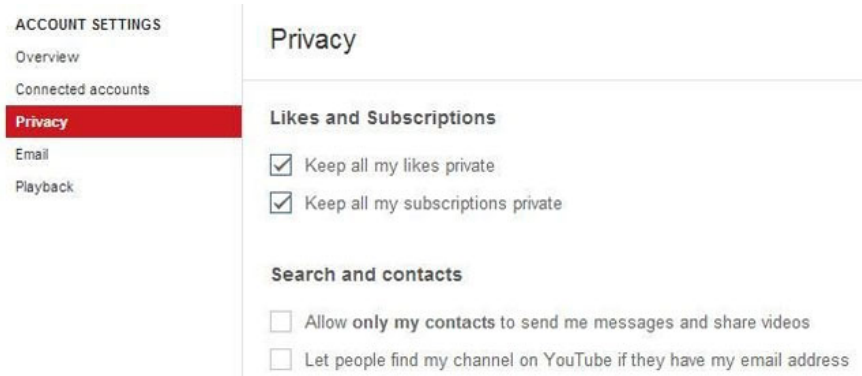 ACCOUNT SETTINGS
Overview
Connected accounts
Privacy
Email
Playback
Privacy
Likes and Subscriptions
Keep all my likes private
Keep all my subscriptions private
Search and contacts
Allow only my contacts to send me messages and share videos
Let people find my channel on YouTube if they have my email address